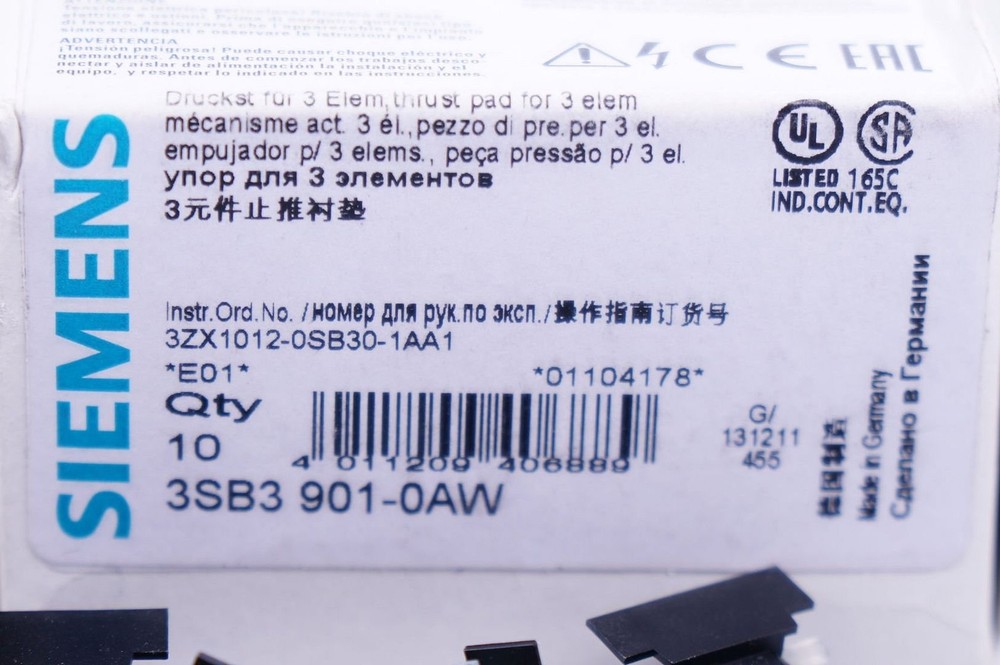 ADVERTENCIA
¡Tensión peligrosa! Puede causar choque eléctrico y
quemaduras. Antes de comenzar los trabajos desco-
nectar y aislar de alimentación la instalación y el
equipo, y respetar lo indicado en las instrucciones.
CE EAC
SIEMENS
Druckst für 3 Elem,thrust pad for 3 elem
mécanisme act. 3 él.,pezzo di pre.per 3 el.
empujador p/ 3 elems., peça pressão p/ 3 el.
упор для 3 элементов
3元件止推衬垫
UL SA
LISTED 165C
IND.CONT.EQ.
Instr.Ord.No. /номер для рук.по эксп./操作指南订货号
3ZX1012-0SB30-1AA1
*E01* *01104178*
Qty
10
4 011209 406889
3SB3 901-0AW
G/
131211
455
德国制造
Made in Germany
Сделано в Германии